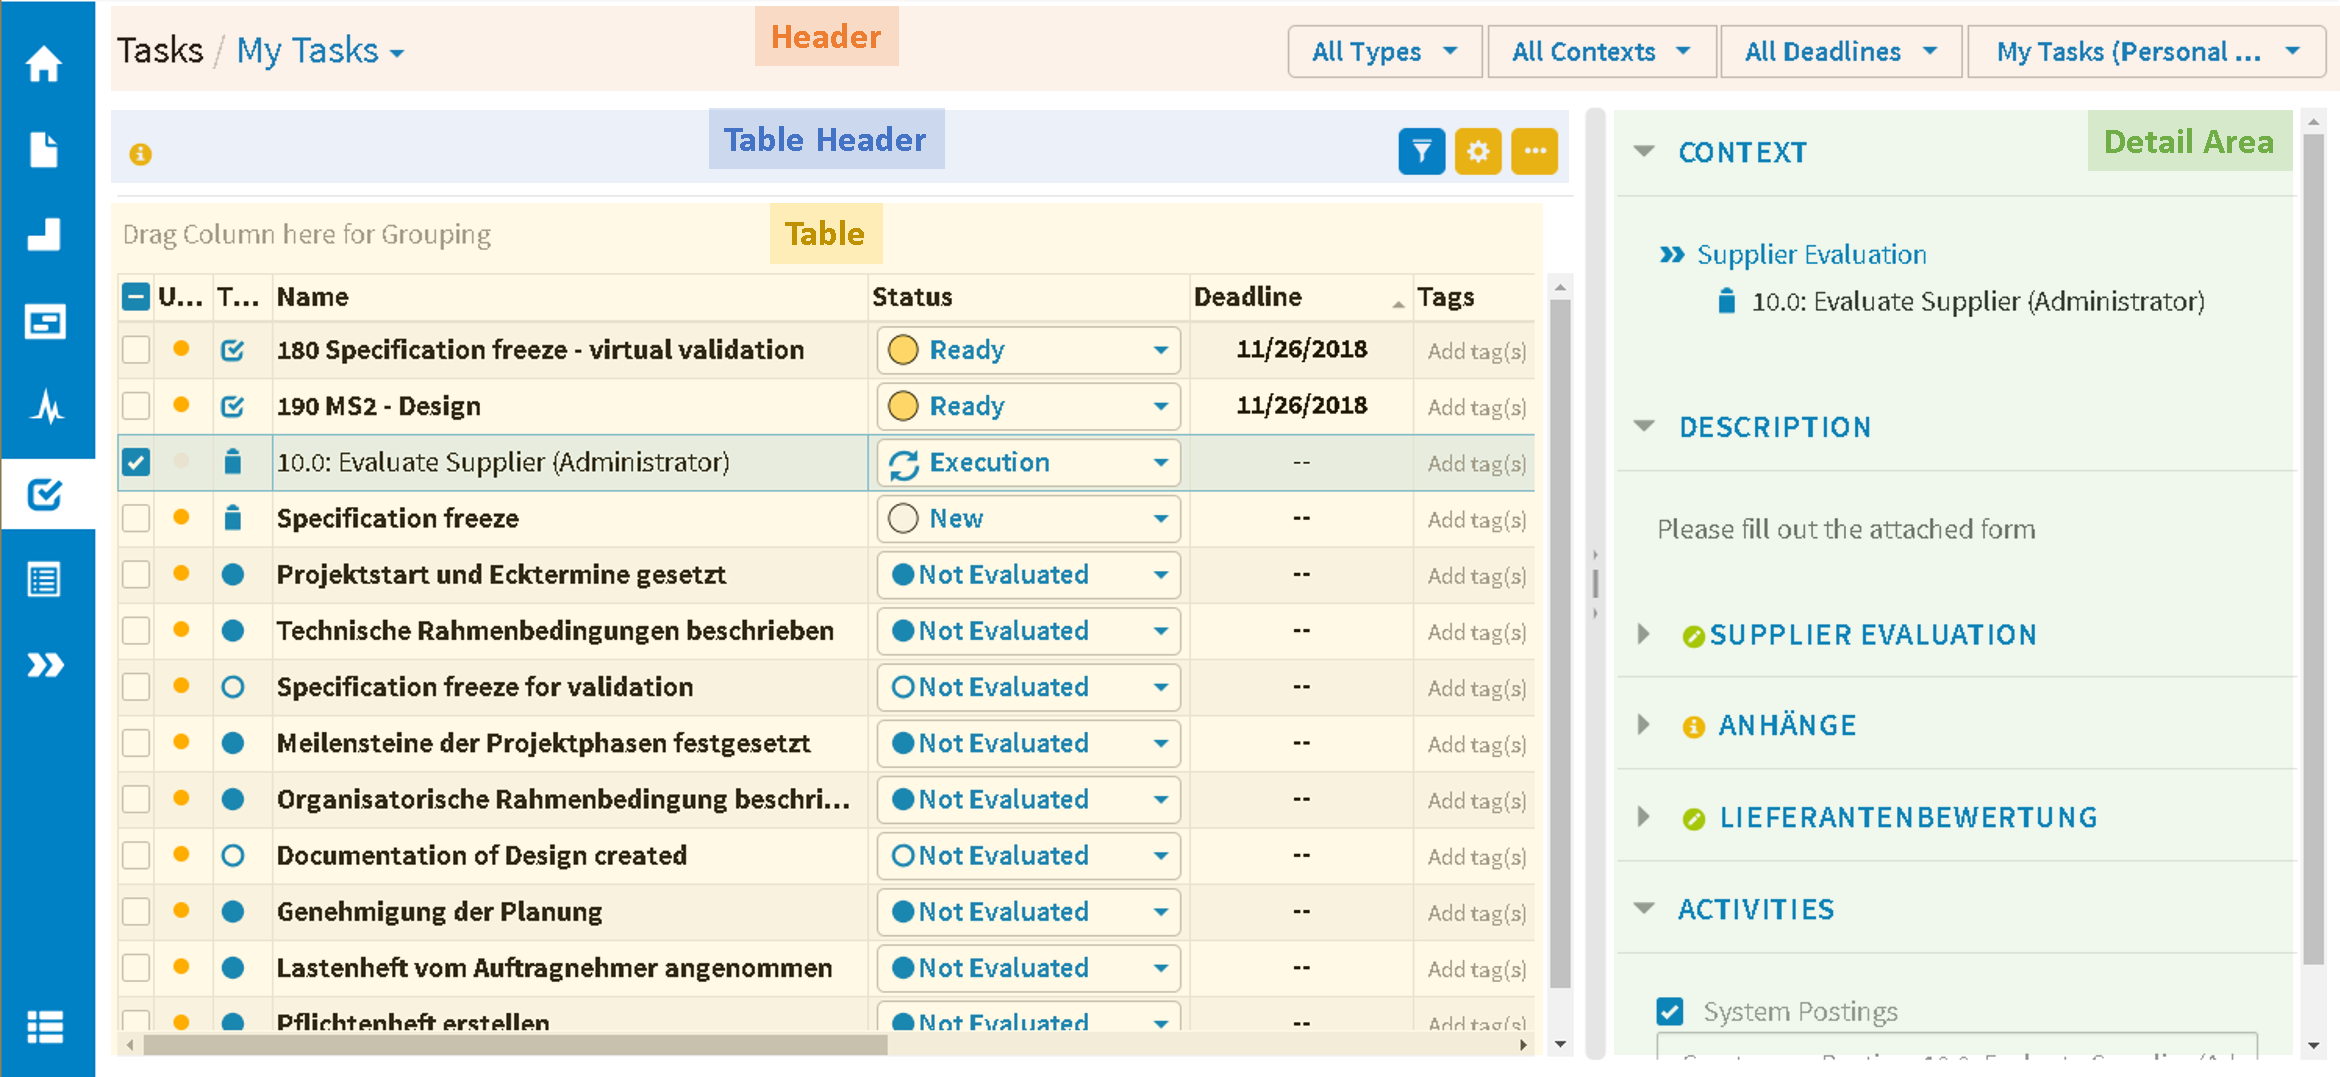 Tasks / My Tasks
Header
All Types
All Contexts
All Deadlines
My Tasks (Personal ...
Table Header
Table
Drag Column here for Grouping
U... T... Name Status Deadline Tags
180 Specification freeze - virtual validation Ready 11/26/2018 Add tag(s)
190 MS2 - Design Ready 11/26/2018 Add tag(s)
10.0: Evaluate Supplier (Administrator) Execution -- Add tag(s)
Specification freeze New -- Add tag(s)
Projektstart und Ecktermine gesetzt Not Evaluated -- Add tag(s)
Technische Rahmenbedingungen beschrieben Not Evaluated -- Add tag(s)
Specification freeze for validation Not Evaluated -- Add tag(s)
Meilensteine der Projektphasen festgesetzt Not Evaluated -- Add tag(s)
Organisatorische Rahmenbedingung beschri... Not Evaluated -- Add tag(s)
Documentation of Design created Not Evaluated -- Add tag(s)
Genehmigung der Planung Not Evaluated -- Add tag(s)
Lastenheft vom Auftragnehmer angenommen Not Evaluated -- Add tag(s)
Pflichtenheft erstellen Not Evaluated -- Add tag(s)
Detail Area
CONTEXT
Supplier Evaluation
10.0: Evaluate Supplier (Administrator)
DESCRIPTION
Please fill out the attached form
SUPPLIER EVALUATION
ANHÄNGE
LIEFERANTENBEWERTUNG
ACTIVITIES
System Postings